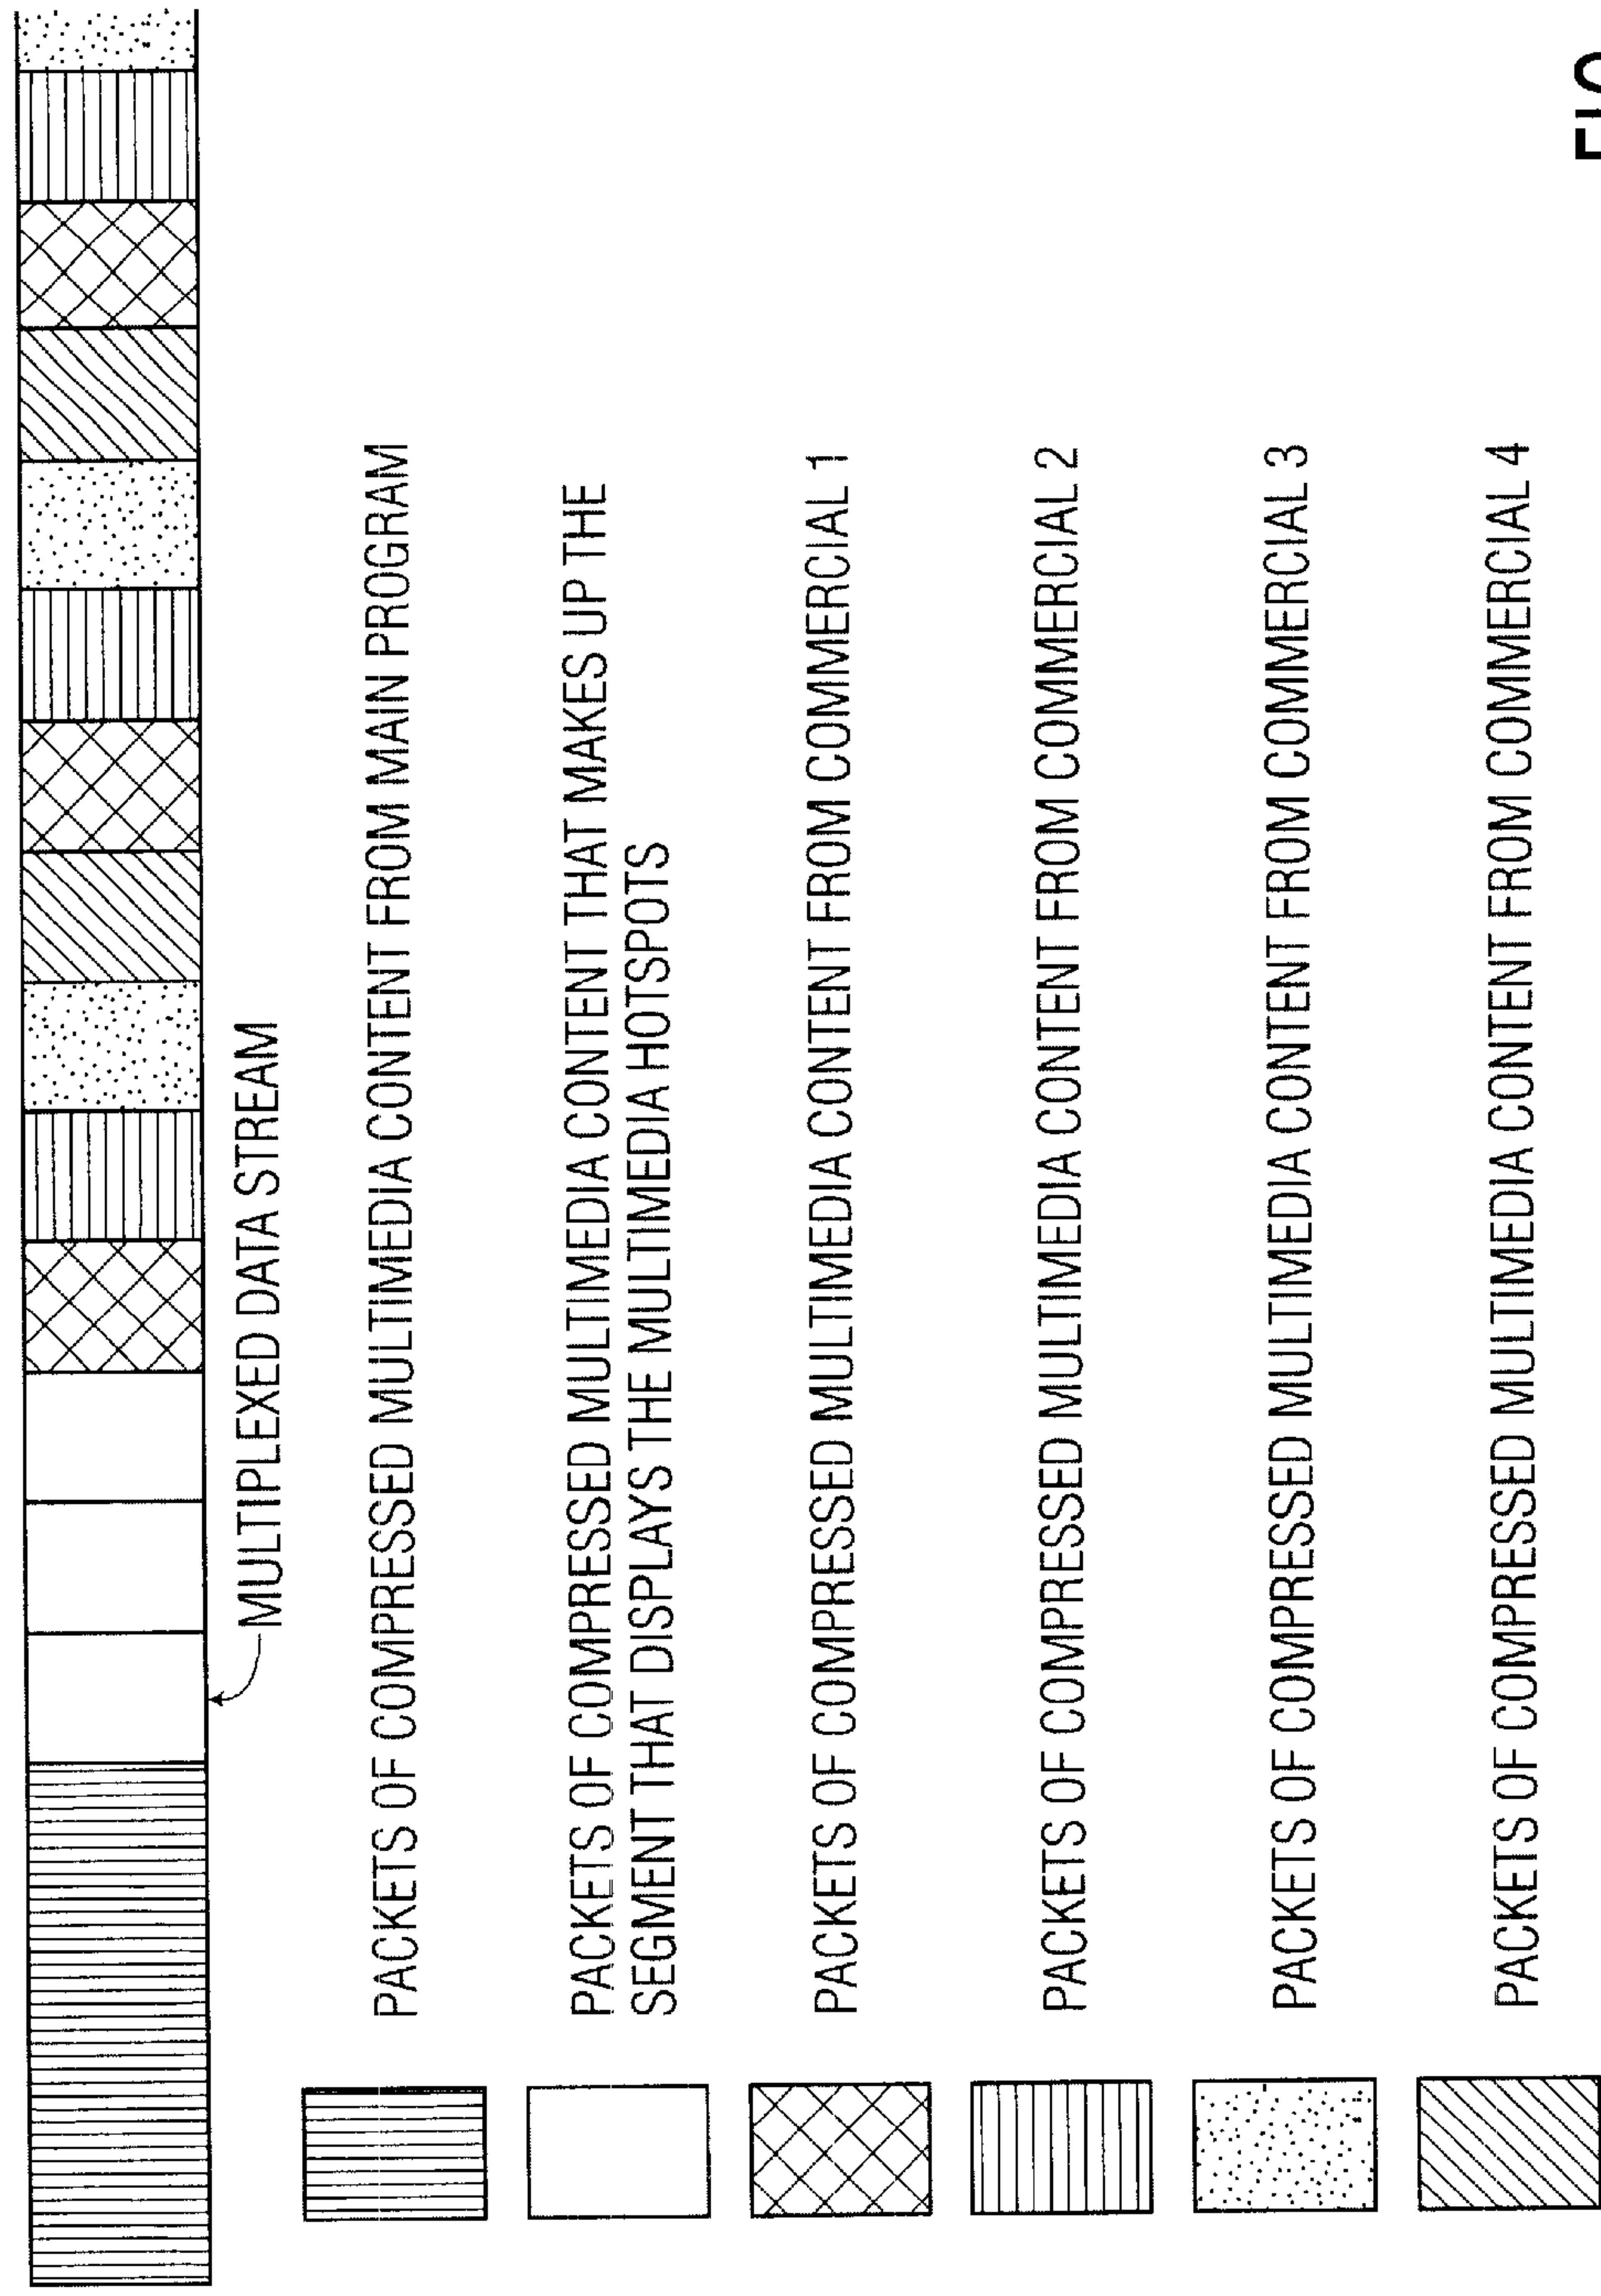 MULTIPLEXED DATA STREAM
PACKETS OF COMPRESSED MULTIMEDIA CONTENT FROM MAIN PROGRAM
PACKETS OF COMPRESSED MULTIMEDIA CONTENT THAT MAKES UP THE
SEGMENT THAT DISPLAYS THE MULTIMEDIA HOTSPOTS
PACKETS OF COMPRESSED MULTIMEDIA CONTENT FROM COMMERCIAL 1
PACKETS OF COMPRESSED MULTIMEDIA CONTENT FROM COMMERCIAL 2
PACKETS OF COMPRESSED MULTIMEDIA CONTENT FROM COMMERCIAL 3
PACKETS OF COMPRESSED MULTIMEDIA CONTENT FROM COMMERCIAL 4